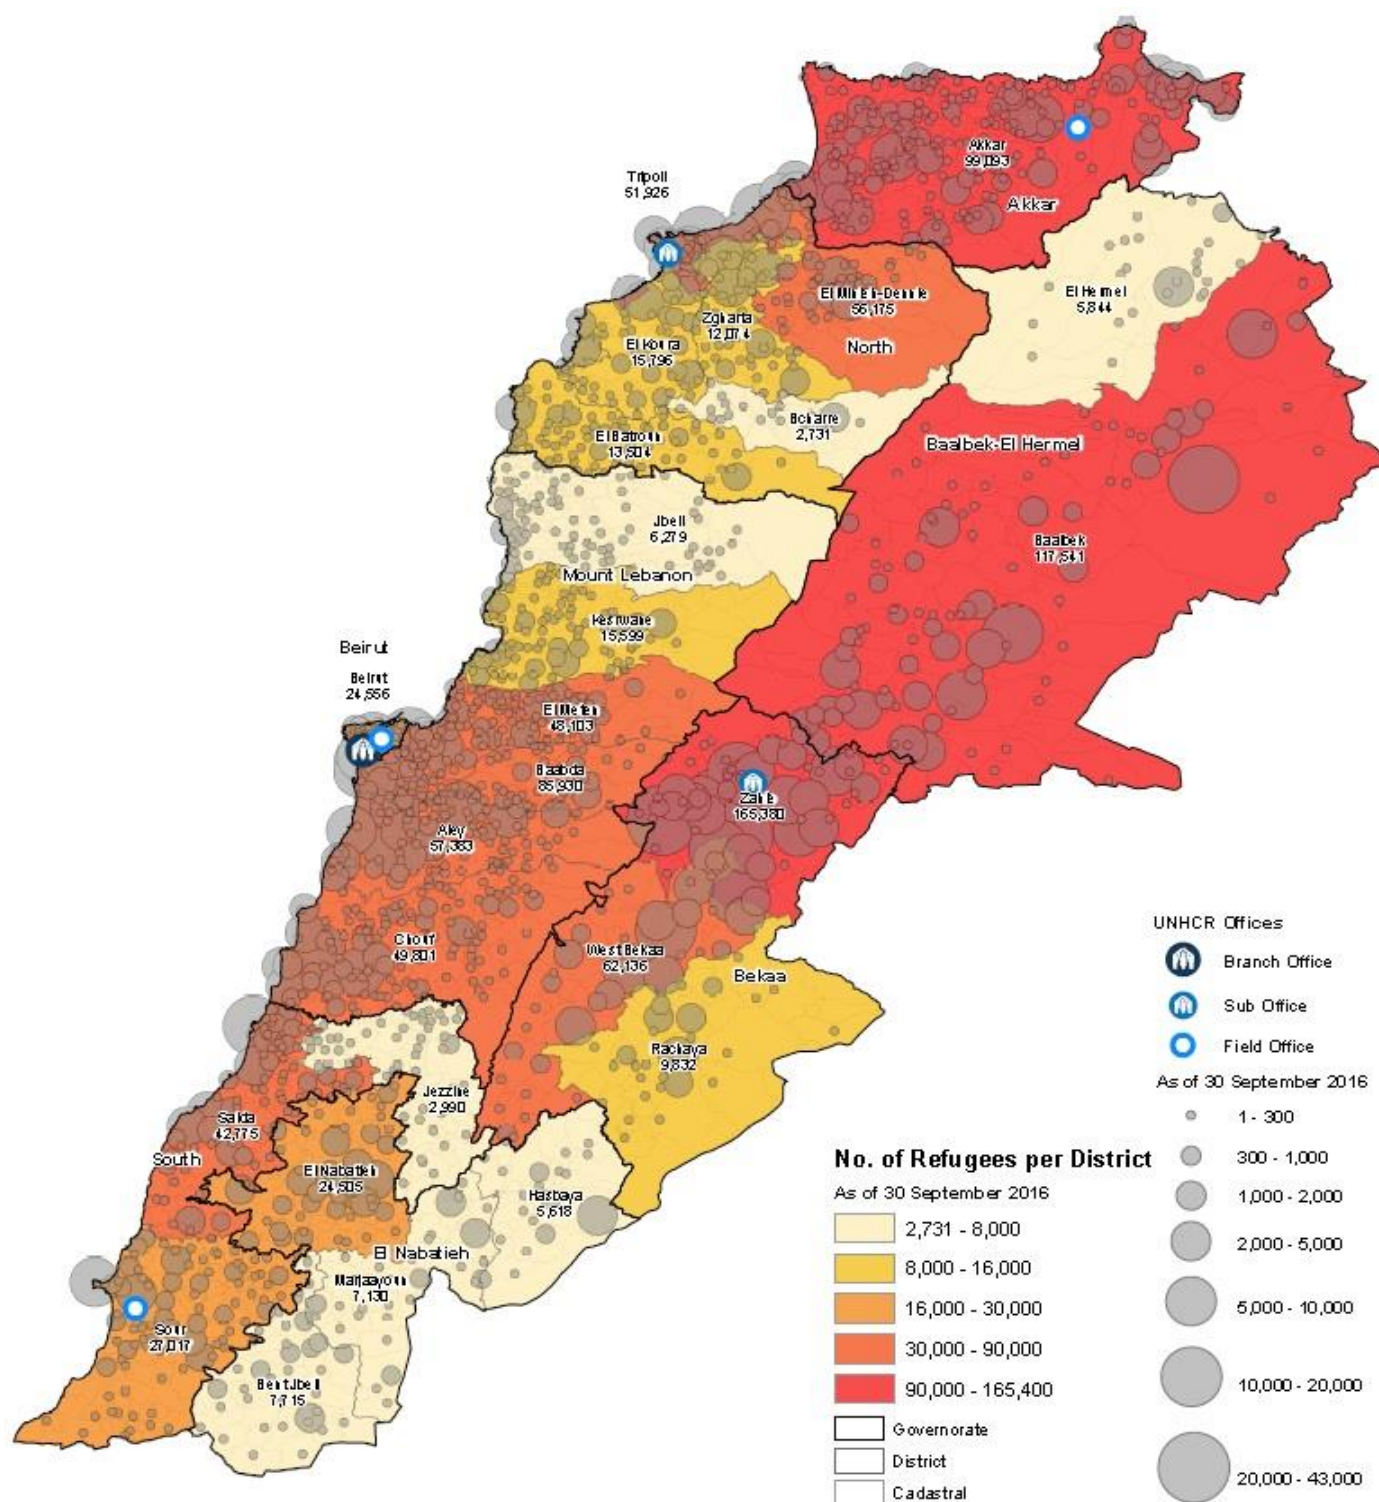 Akkar
99,093
Akkar
Tripoli
51,926
El Hermel
5,844
El Minieh-Dennie
56,175
Zgharta
12,074
North
El Koura
15,796
Bcharre
2,731
El Batroun
13,504
Baalbek-El Hermel
Jbeil
6,279
Baalbek
117,541
Mount Lebanon
Kesrwane
15,599
Beirut
Beirut
24,556
El Meten
48,103
Baabda
85,930
Zahle
165,380
Aley
57,383
Chouf
49,801
West Bekaa
62,136
Bekaa
Rachaya
9,832
Jezzine
2,990
Saida
42,775
South
El Nabatieh
24,505
Hasbaya
5,618
El Nabatieh
Marjaayoun
7,130
Sour
27,017
Bent Jbeil
7,715
UNHCR Offices
Branch Office
Sub Office
Field Office
As of 30 September 2016
1 - 300
300 - 1,000
1,000 - 2,000
2,000 - 5,000
5,000 - 10,000
10,000 - 20,000
20,000 - 43,000
No. of Refugees per District
As of 30 September 2016
2,731 - 8,000
8,000 - 16,000
16,000 - 30,000
30,000 - 90,000
90,000 - 165,400
Governorate
District
Cadastral